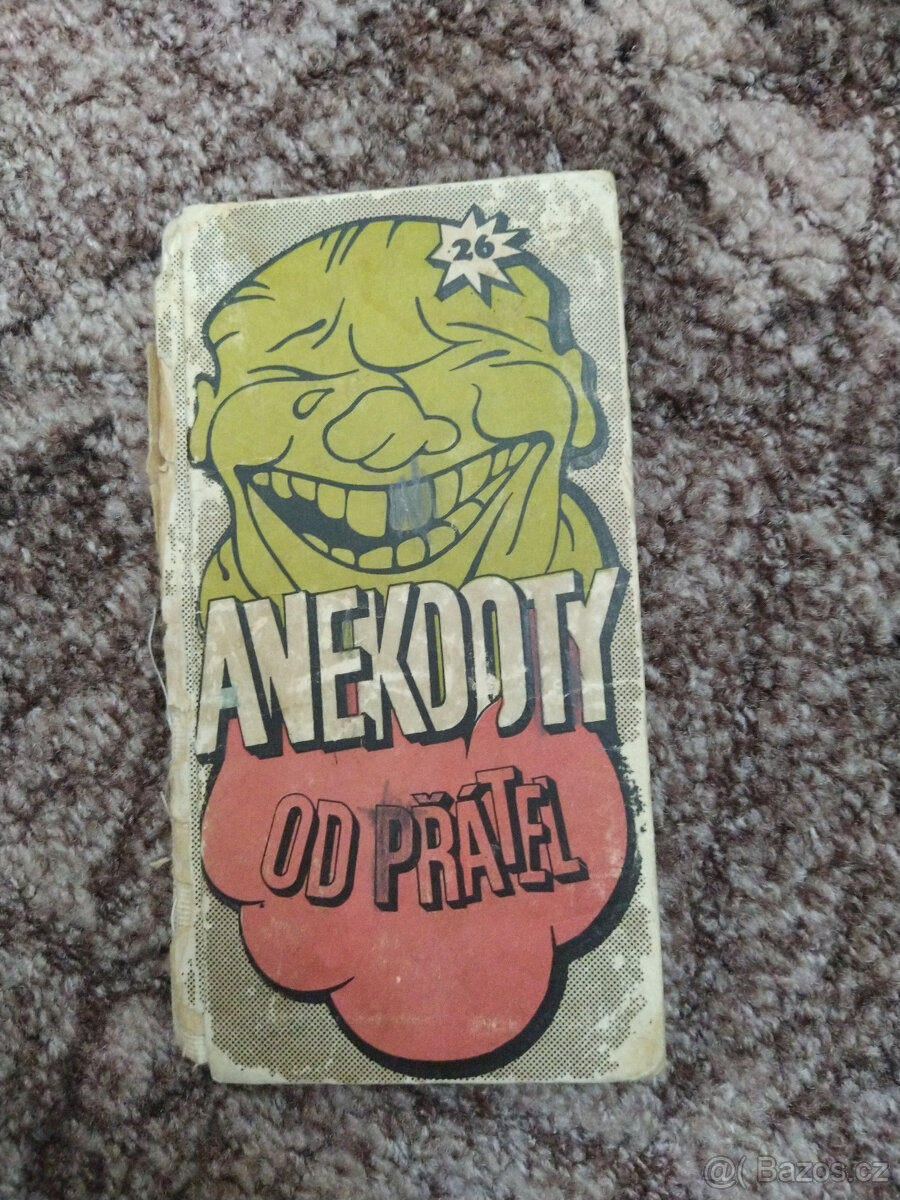 26
ANEKDOTY
OD PŘÁTEL
@( Bazos.cz